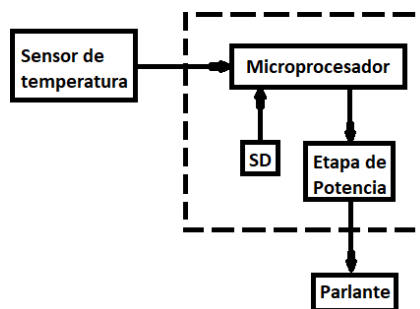 Sensor de
temperatura
Microprocesador
SD
Etapa de
Potencia
Parlante